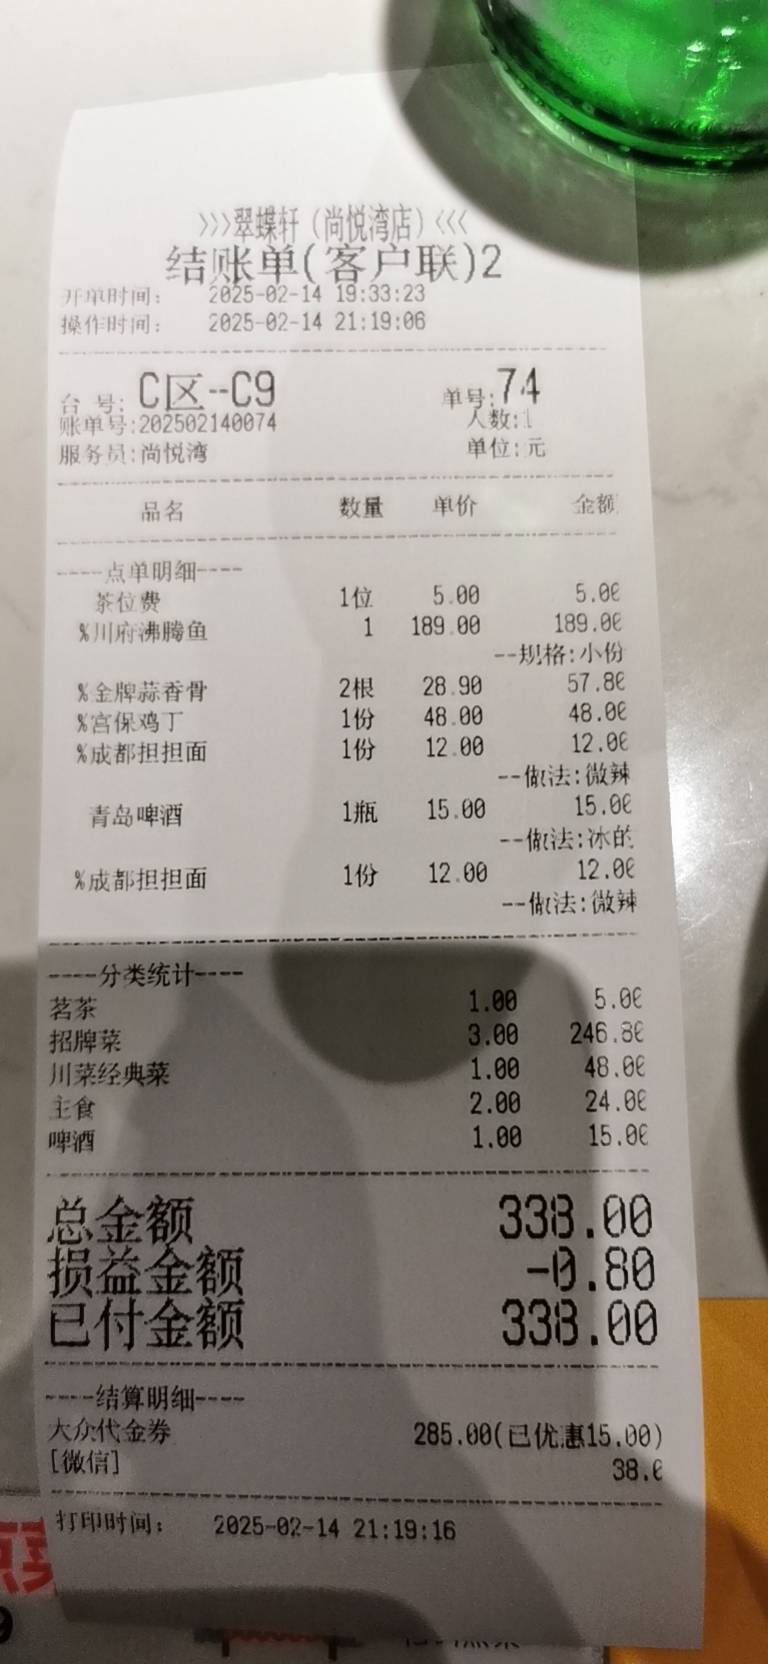 >>>翠蝶轩(尚悦湾店)<<<
结账单(客户联)2
开单时间: 2025-02-14 19:33:23
操作时间: 2025-02-14 21:19:06
台 号: C区--C9 单号:74
账单号:202502140074 人数:1
服务员:尚悦湾 单位:元
品名 数量 单价 金额
----点单明细----
茶位费 1位 5.00 5.00
%川府沸腾鱼 1 189.00 189.00
--规格:小份
%金牌蒜香骨 2根 28.90 57.80
%宫保鸡丁 1份 48.00 48.00
%成都担担面 1份 12.00 12.00
--做法:微辣
青岛啤酒 1瓶 15.00 15.00
--做法:冰的
%成都担担面 1份 12.00 12.00
--做法:微辣
----分类统计----
茗茶 1.00 5.00
招牌菜 3.00 246.80
川菜经典菜 1.00 48.00
主食 2.00 24.00
啤酒 1.00 15.00
总金额 338.00
损益金额 -0.80
已付金额 338.00
----结算明细----
大众代金券 285.00(已优惠15.00)
[微信] 38.0
打印时间: 2025-02-14 21:19:16